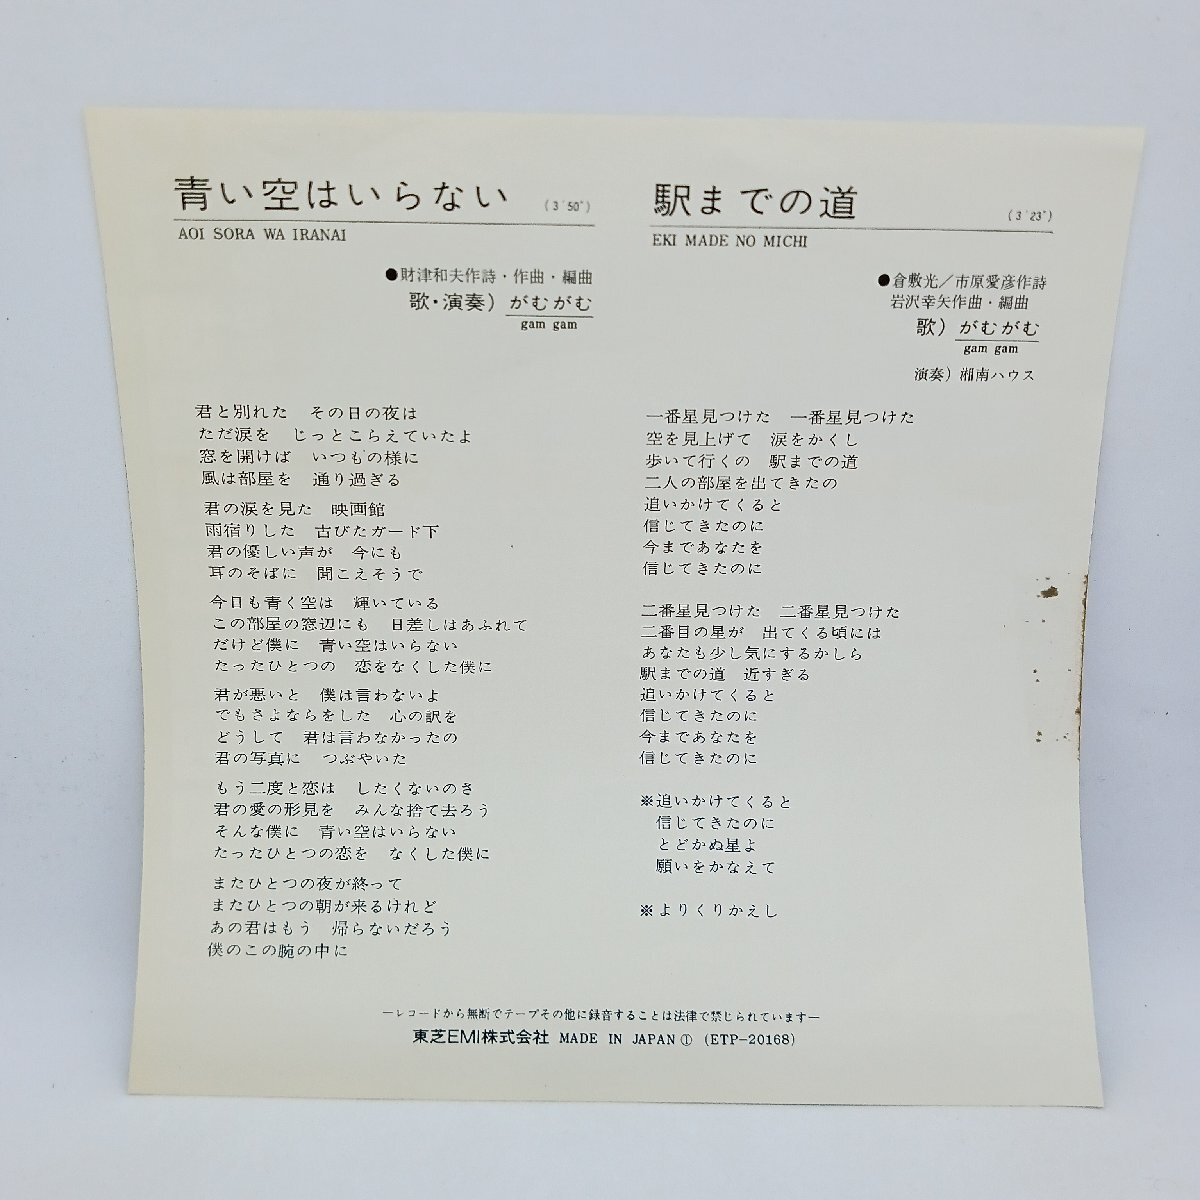 青い空はいらない (3′50″)
AOI SORA WA IRANAI
●財津和夫作詩・作曲・編曲
歌・演奏) がむがむ
gam gam
君と別れた　その日の夜は
ただ涙を　じっとこらえていたよ
窓を開けば　いつもの様に
風は部屋を　通り過ぎる
君の涙を見た　映画館
雨宿りした　古びたガード下
君の優しい声が　今にも
耳のそばに　聞こえそうで
今日も青く空は　輝いている
この部屋の窓辺にも　日差しはあふれて
だけど僕に　青い空はいらない
たったひとつの　恋をなくした僕に
君が悪いと　僕は言わないよ
でもさよならをした　心の訳を
どうして　君は言わなかったの
君の写真に　つぶやいた
もう二度と恋は　したくないのさ
君の愛の形見を　みんな捨て去ろう
そんな僕に　青い空はいらない
たったひとつの恋を　なくした僕に
またひとつの夜が終って
またひとつの朝が来るけれど
あの君はもう　帰らないだろう
僕のこの腕の中に
駅までの道 (3′23″)
EKI MADE NO MICHI
●倉敷光／市原愛彦作詩
岩沢幸矢作曲・編曲
歌) がむがむ
gam gam
演奏) 湘南ハウス
一番星見つけた　一番星見つけた
空を見上げて　涙をかくし
歩いて行くの　駅までの道
二人の部屋を出てきたの
追いかけてくると
信じてきたのに
今まであなたを
信じてきたのに
二番星見つけた　二番星見つけた
二番目の星が　出てくる頃には
あなたも少し気にするかしら
駅までの道　近すぎる
追いかけてくると
信じてきたのに
今まであなたを
信じてきたのに
※追いかけてくると
信じてきたのに
とどかぬ星よ
願いをかなえて
※よりくりかえし
―レコードから無断でテープその他に録音することは法律で禁じられています―
東芝EMI株式会社 MADE IN JAPAN① (ETP-20168)